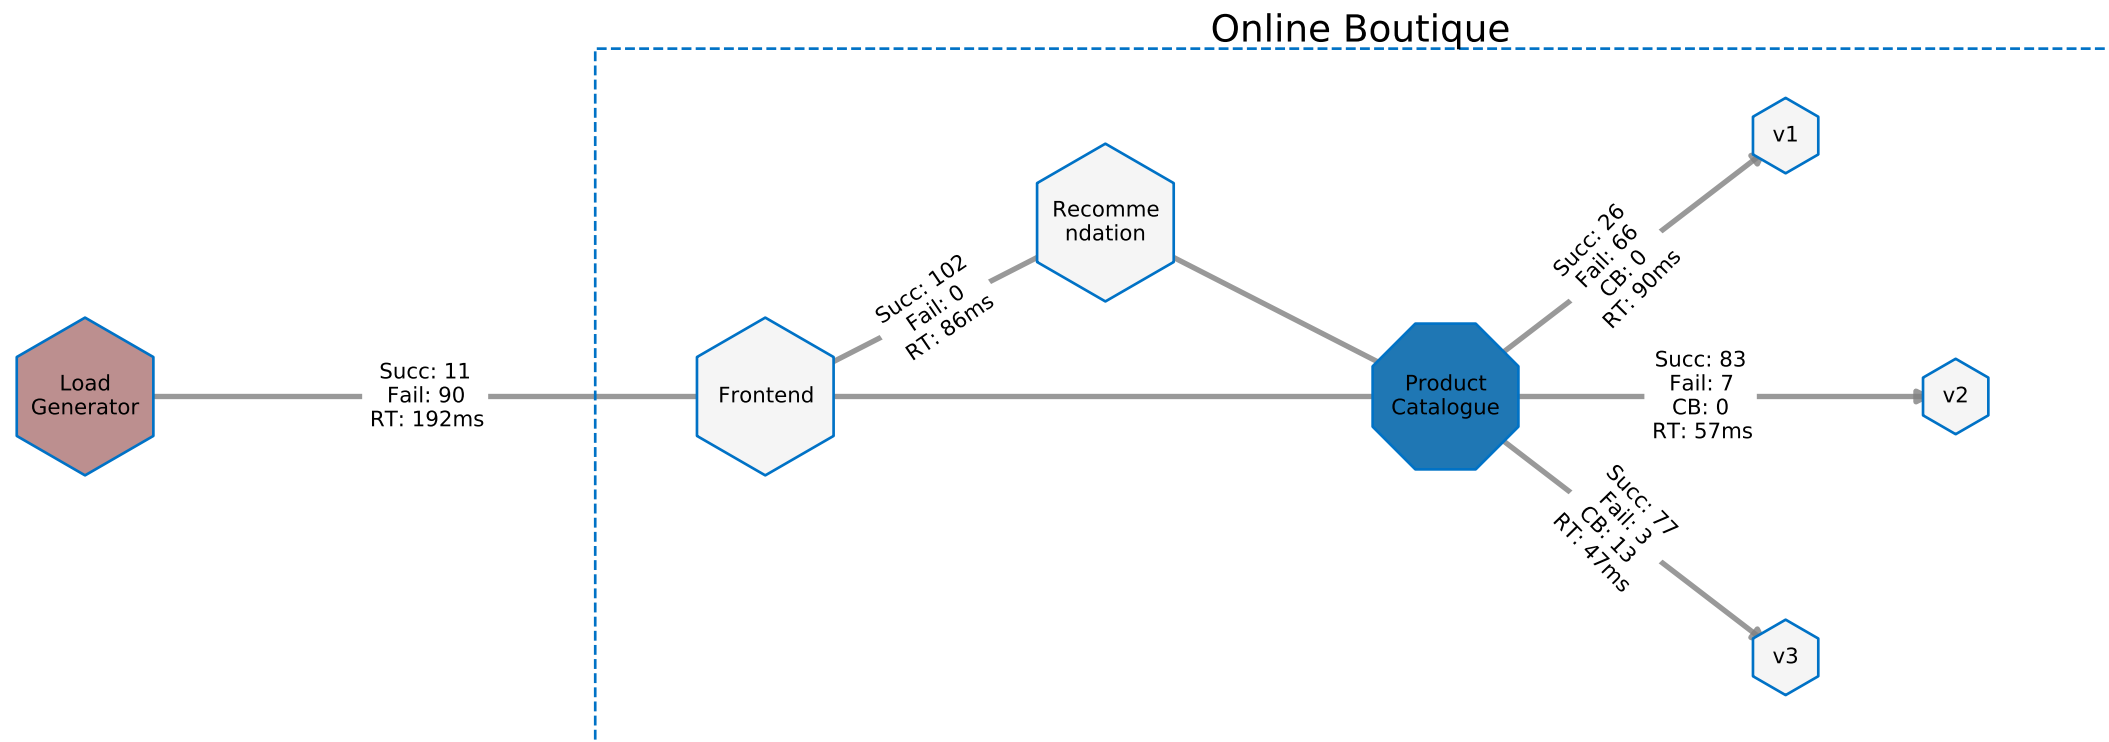 Online Boutique
Load
Generator
Succ: 11
Fail: 90
RT: 192ms
Frontend
Succ: 102
Fail: 0
RT: 86ms
Recomme
ndation
Product
Catalogue
Succ: 26
Fail: 66
CB: 0
RT: 90ms
v1
Succ: 83
Fail: 7
CB: 0
RT: 57ms
v2
Succ: 77
Fail: 3
CB: 13
RT: 47ms
v3